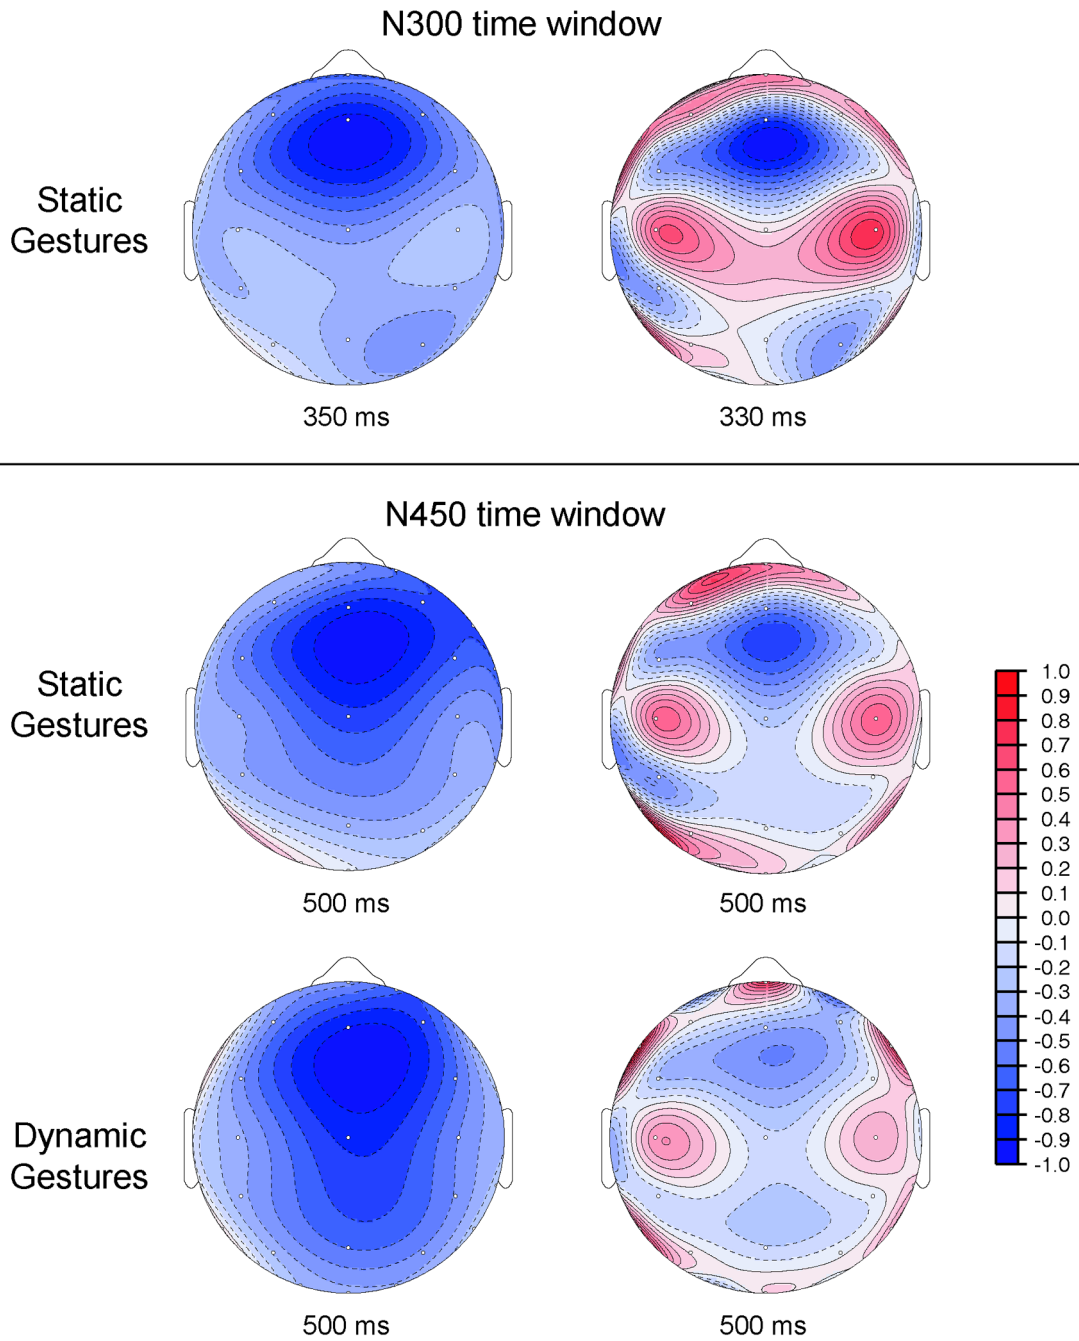 N300 time window
Static
Gestures
350 ms
330 ms
N450 time window
Static
Gestures
500 ms
500 ms
1.0
0.9
0.8
0.7
0.6
0.5
0.4
0.3
0.2
0.1
0.0
-0.1
-0.2
-0.3
-0.4
-0.5
-0.6
-0.7
-0.8
-0.9
-1.0
Dynamic
Gestures
500 ms
500 ms